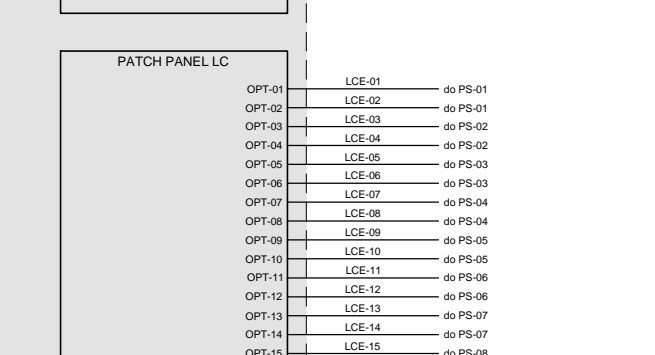 PATCH PANEL LC
OPT-01 LCE-01 do PS-01
OPT-02 LCE-02 do PS-01
OPT-03 LCE-03 do PS-02
OPT-04 LCE-04 do PS-02
OPT-05 LCE-05 do PS-03
OPT-06 LCE-06 do PS-03
OPT-07 LCE-07 do PS-04
OPT-08 LCE-08 do PS-04
OPT-09 LCE-09 do PS-05
OPT-10 LCE-10 do PS-05
OPT-11 LCE-11 do PS-06
OPT-12 LCE-12 do PS-06
OPT-13 LCE-13 do PS-07
OPT-14 LCE-14 do PS-07
OPT-15 LCE-15 do PS-08